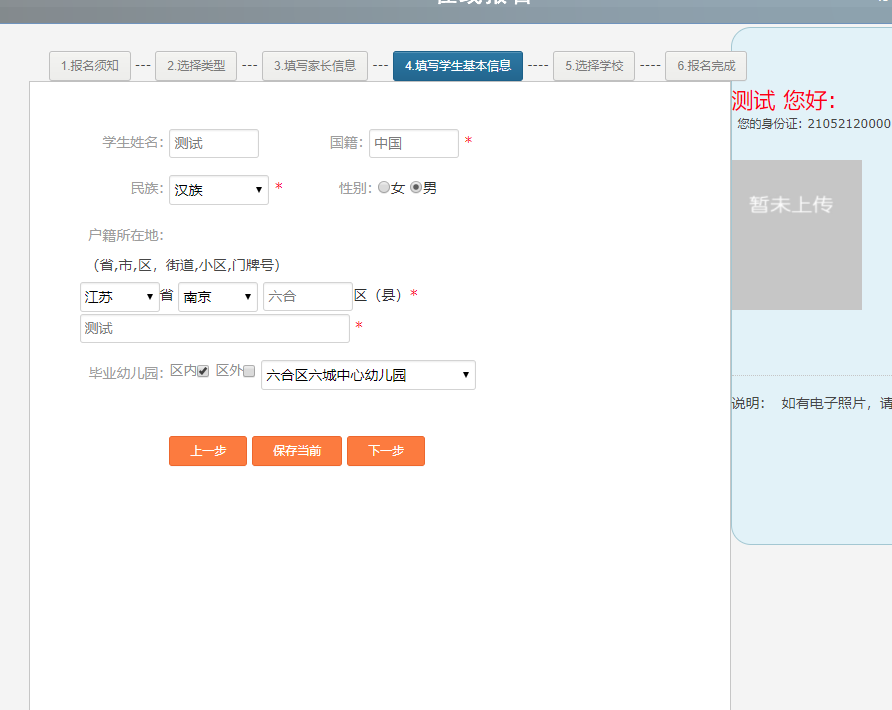 在线报名
1.报名须知 --- 2.选择类型 --- 3.填写家长信息 --- 4.填写学生基本信息 ---- 5.选择学校 ---- 6.报名完成
测试 您好：
您的身份证：21052120000
暂未上传
学生姓名： 测试 国籍： 中国 *
民族： 汉族 * 性别： 女 男
户籍所在地：
（省,市,区，街道,小区,门牌号）
江苏 省 南京 六合 区（县） *
测试 *
毕业幼儿园： 区内 区外 六合区六城中心幼儿园
说明： 如有电子照片，请
上一步 保存当前 下一步